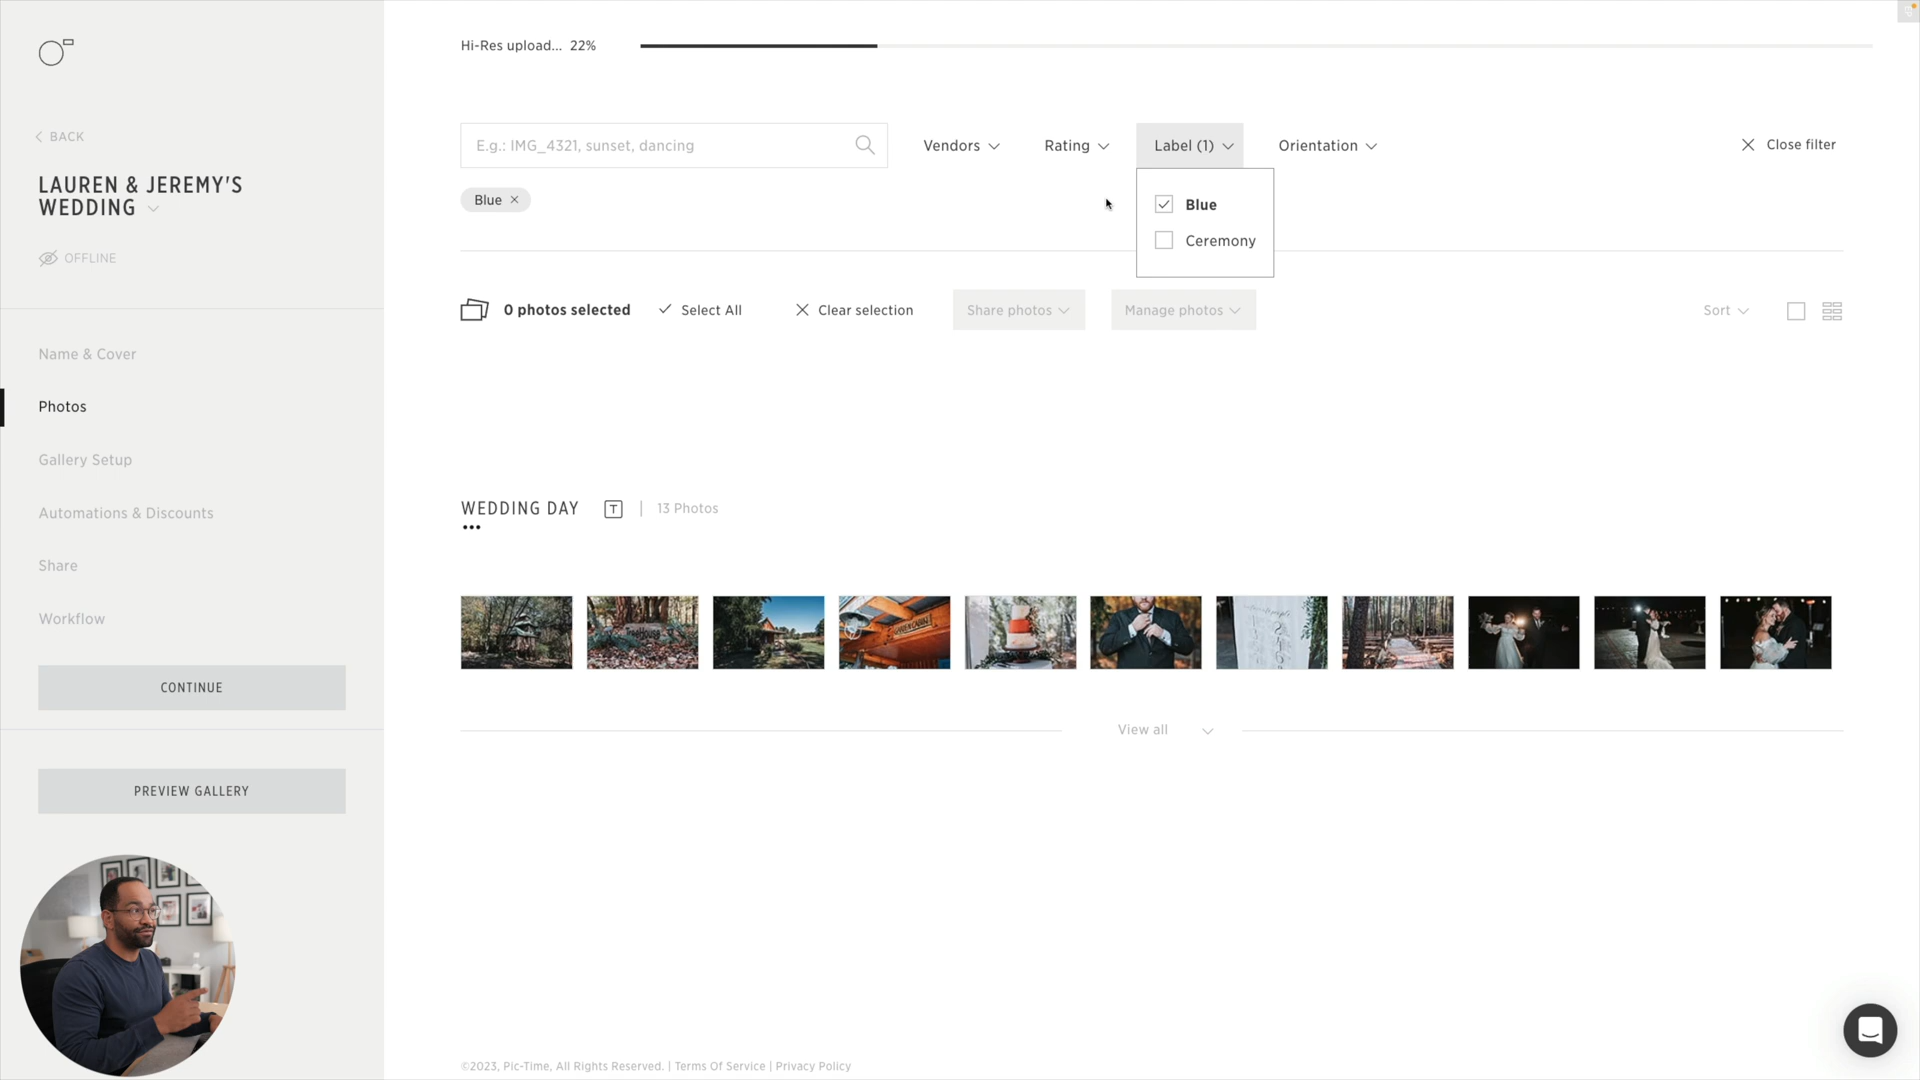 Hi-Res upload... 22%
BACK
LAUREN & JEREMY'S
WEDDING
OFFLINE
E.g.: IMG_4321, sunset, dancing
Vendors
Rating
Label (1)
Orientation
Close filter
Blue
Blue
Ceremony
0 photos selected
Select All
Clear selection
Share photos
Manage photos
Sort
Name & Cover
Photos
Gallery Setup
Automations & Discounts
Share
Workflow
CONTINUE
PREVIEW GALLERY
WEDDING DAY
T
13 Photos
View all
©2023, Pic-Time, All Rights Reserved. | Terms Of Service | Privacy Policy